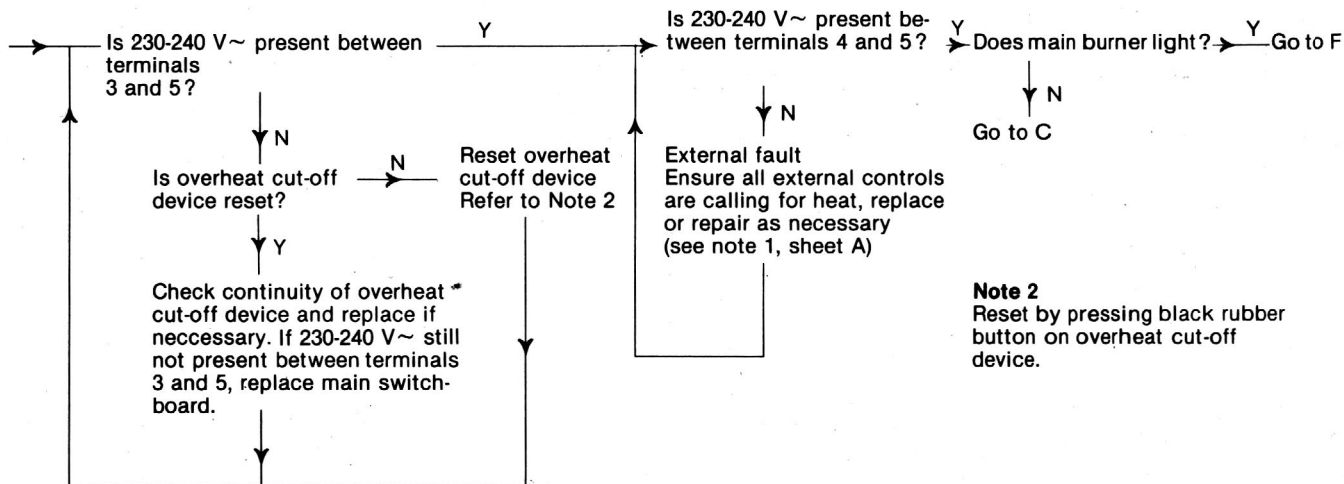 Is 230-240 V~ present between
terminals
3 and 5?
Y
N
Is overheat cut-off
device reset?
N
Reset overheat
cut-off device
Refer to Note 2
Y
Check continuity of overheat
cut-off device and replace if
neccessary. If 230-240 V~ still
not present between terminals
3 and 5, replace main switch-
board.
Is 230-240 V~ present be-
tween terminals 4 and 5?
Y
N
External fault
Ensure all external controls
are calling for heat, replace
or repair as necessary
(see note 1, sheet A)
Does main burner light?
Y
Go to F
N
Go to C
Note 2
Reset by pressing black rubber
button on overheat cut-off
device.